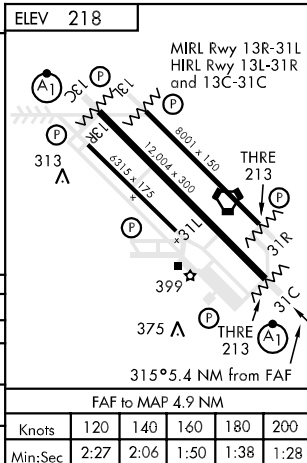 ELEV 218
MIRL Rwy 13R-31L
HIRL Rwy 13L-31R
and 13C-31C
A1
P
13C
13L
P
P
13R
8001 x 150
12,004 x 300
6315 x 175
313
THRE
213
P
P
31L
31R
399
31C
375
P
THRE
213
A1
315° 5.4 NM from FAF
FAF to MAP 4.9 NM
Knots 120 140 160 180 200
Min:Sec 2:27 2:06 1:50 1:38 1:28